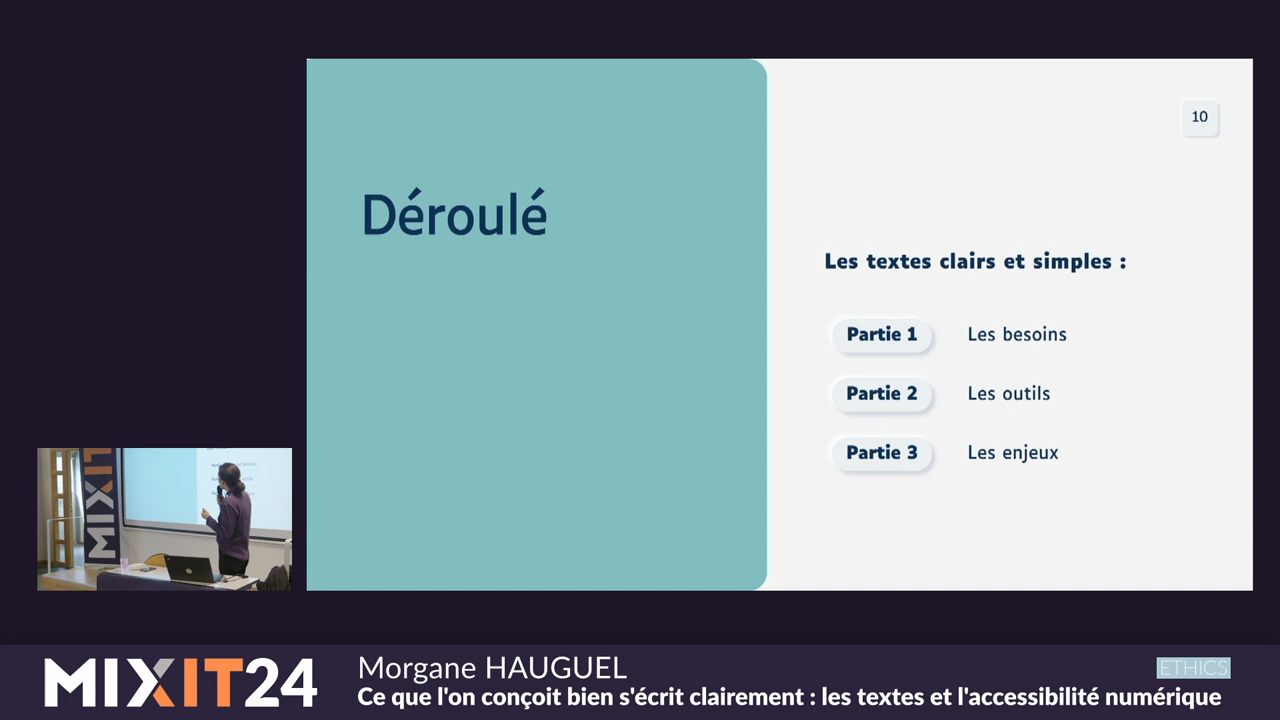 Déroulé
10
Les textes clairs et simples :
Partie 1 Les besoins
Partie 2 Les outils
Partie 3 Les enjeux
MIXIT
MIXIT24
Morgane HAUGUEL
ETHICS
Ce que l'on conçoit bien s'écrit clairement : les textes et l'accessibilité numérique